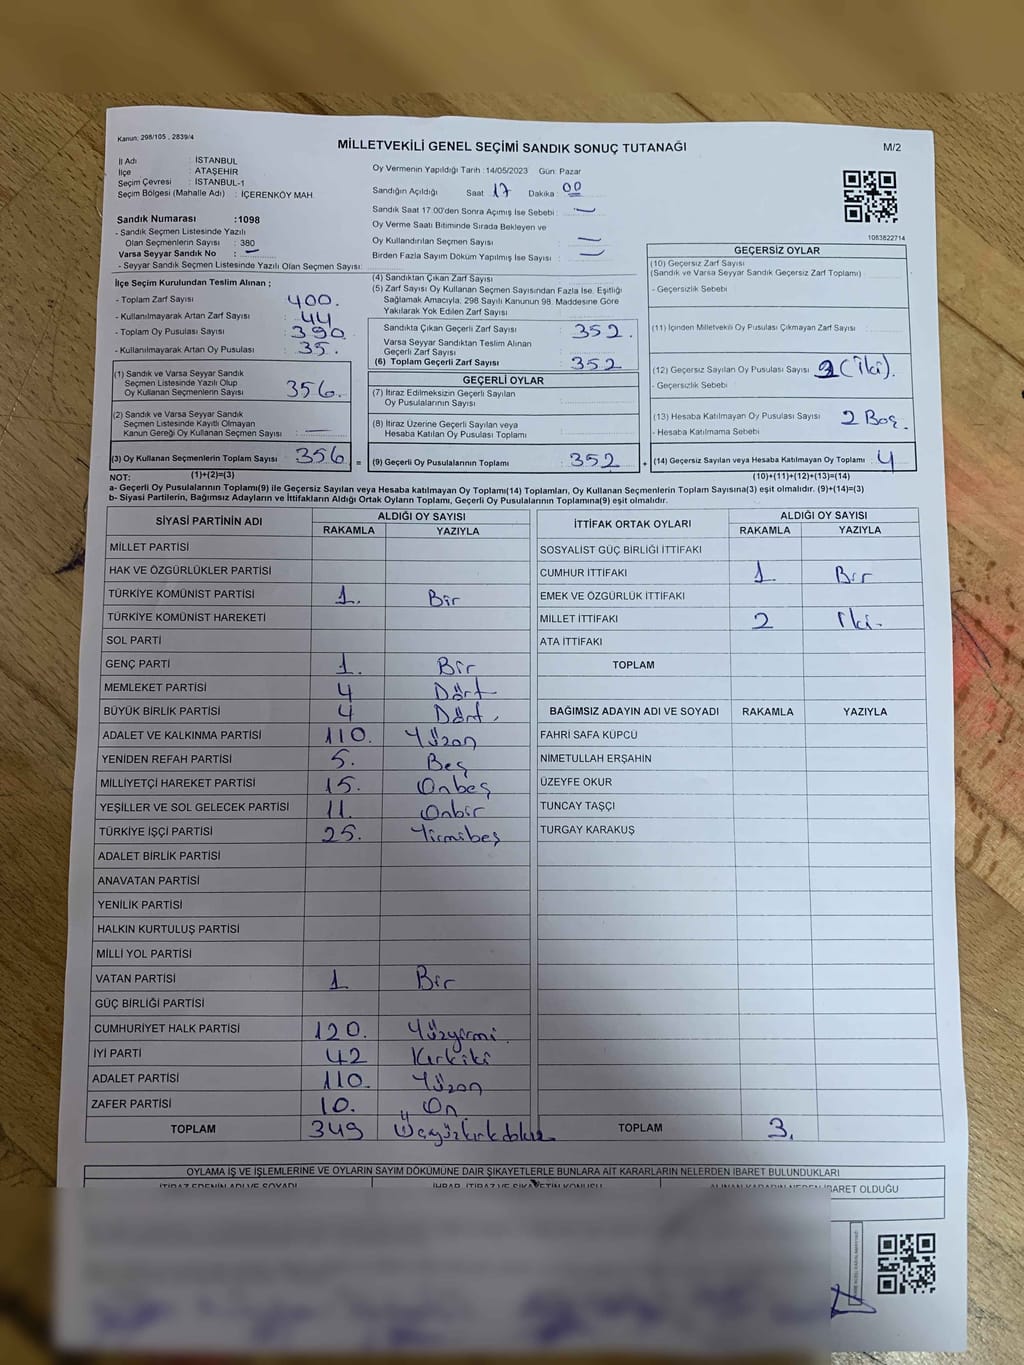 Kanun: 298/105 , 2839/4
MİLLETVEKİLİ GENEL SEÇİMİ SANDIK SONUÇ TUTANAĞI
M/2
İl Adı : İSTANBUL
İlçe : ATAŞEHİR
Seçim Çevresi : İSTANBUL-1
Seçim Bölgesi (Mahalle Adı) : İÇERENKÖY MAH.
Sandık Numarası :1098
- Sandık Seçmen Listesinde Yazılı
Olan Seçmenlerin Sayısı : 380
Varsa Seyyar Sandık No : —
- Seyyar Sandık Seçmen Listesinde Yazılı Olan Seçmen Sayısı:
Oy Vermenin Yapıldığı Tarih :14/05/2023 Gün: Pazar
Sandığın Açıldığı Saat 17 Dakika : 00
Sandık Saat 17:00'den Sonra Açımış İse Sebebi : —
Oy Verme Saati Bitiminde Sırada Bekleyen ve
Oy Kullandırılan Seçmen Sayısı —
Birden Fazla Sayım Döküm Yapılmış İse Sayısı : —
1083822714
İlçe Seçim Kurulundan Teslim Alınan ;
- Toplam Zarf Sayısı : 400.
- Kullanılmayarak Artan Zarf Sayısı : 44
- Toplam Oy Pusulası Sayısı : 390
- Kullanılmayarak Artan Oy Pusulası : 35.
(1) Sandık ve Varsa Seyyar Sandık
Seçmen Listesinde Yazılı Olup
Oy Kullanan Seçmenlerin Sayısı 356.
(2) Sandık ve Varsa Seyyar Sandık
Seçmen Listesinde Kayıtlı Olmayan
Kanun Gereği Oy Kullanan Seçmen Sayısı : —
(3) Oy Kullanan Seçmenlerin Toplam Sayısı 356 =
(4) Sandıktan Çıkan Zarf Sayısı
(5) Zarf Sayısı Oy Kullanan Seçmen Sayısından Fazla İse, Eşitliği
Sağlamak Amacıyla, 298 Sayılı Kanunun 98. Maddesine Göre
Yakılarak Yok Edilen Zarf Sayısı
Sandıkta Çıkan Geçerli Zarf Sayısı : 352.
Varsa Seyyar Sandıktan Teslim Alınan
Geçerli Zarf Sayısı
(6) Toplam Geçerli Zarf Sayısı : 352
GEÇERLİ OYLAR
(7) İtiraz Edilmeksizin Geçerli Sayılan
Oy Pusulalarının Sayısı
(8) İtiraz Üzerine Geçerli Sayılan veya
Hesaba Katılan Oy Pusulası Toplamı
(9) Geçerli Oy Pusulalarının Toplamı : 352 +
GEÇERSİZ OYLAR
(10) Geçersiz Zarf Sayısı
(Sandık ve Varsa Seyyar Sandık Geçersiz Zarf Toplamı) :
- Geçersizlik Sebebi :
(11) İçinden Milletvekili Oy Pusulası Çıkmayan Zarf Sayısı :
(12) Geçersiz Sayılan Oy Pusulası Sayısı : 2 (İki).
- Geçersizlik Sebebi :
(13) Hesaba Katılmayan Oy Pusulası Sayısı : 2 Boş.
- Hesaba Katılmama Sebebi :
(14) Geçersiz Sayılan veya Hesaba Katılmayan Oy Toplamı : 4
NOT: (1)+(2)=(3) (10)+(11)+(12)+(13)=(14)
a- Geçerli Oy Pusulalarının Toplamı(9) ile Geçersiz Sayılan veya Hesaba katılmayan Oy Toplamı(14) Toplamları, Oy Kullanan Seçmenlerin Toplam Sayısına(3) eşit olmalıdır. (9)+(14)=(3)
b- Siyasi Partilerin, Bağımsız Adayların ve İttifakların Aldığı Ortak Oyların Toplamı, Geçerli Oy Pusulalarının Toplamına(9) eşit olmalıdır.
SİYASİ PARTİNİN ADI ALDIĞI OY SAYISI
RAKAMLA YAZIYLA
MİLLET PARTİSİ
HAK VE ÖZGÜRLÜKLER PARTİSİ
TÜRKİYE KOMÜNİST PARTİSİ 1. Bir
TÜRKİYE KOMÜNİST HAREKETİ
SOL PARTİ
GENÇ PARTİ 1. Bir
MEMLEKET PARTİSİ 4 Dört
BÜYÜK BİRLİK PARTİSİ 4 Dört.
ADALET VE KALKINMA PARTİSİ 110. Yüzon
YENİDEN REFAH PARTİSİ 5. Beş
MİLLİYETÇİ HAREKET PARTİSİ 15. Onbeş
YEŞİLLER VE SOL GELECEK PARTİSİ 11. Onbir
TÜRKİYE İŞÇİ PARTİSİ 25. Yirmibeş
ADALET BİRLİK PARTİSİ
ANAVATAN PARTİSİ
YENİLİK PARTİSİ
HALKIN KURTULUŞ PARTİSİ
MİLLİ YOL PARTİSİ
VATAN PARTİSİ 1 Bir
GÜÇ BİRLİĞİ PARTİSİ
CUMHURİYET HALK PARTİSİ 120. Yüzyirmi.
İYİ PARTİ 42 Kırkiki
ADALET PARTİSİ 110. Yüzon
ZAFER PARTİSİ 10. On
TOPLAM 349 Üçyüzkırkdokuz
İTTİFAK ORTAK OYLARI ALDIĞI OY SAYISI
RAKAMLA YAZIYLA
SOSYALİST GÜÇ BİRLİĞİ İTTİFAKI
CUMHUR İTTİFAKI 1 Bir
EMEK VE ÖZGÜRLÜK İTTİFAKI
MİLLET İTTİFAKI 2 İki.
ATA İTTİFAKI
TOPLAM
BAĞIMSIZ ADAYIN ADI VE SOYADI RAKAMLA YAZIYLA
FAHRİ SAFA KÜPCÜ
NİMETULLAH ERŞAHİN
ÜZEYFE OKUR
TUNCAY TAŞÇI
TURGAY KARAKUŞ
TOPLAM 3.
OYLAMA İŞ VE İŞLEMLERİNE VE OYLARIN SAYIM DÖKÜMÜNE DAİR ŞİKAYETLERLE BUNLARA AİT KARARLARIN NELERDEN İBARET BULUNDUKLARI
İTİRAZ EDENİN ADI VE SOYADI İHBAR, İTİRAZ VE ŞİKAYETİN KONUSU ALINAN KARARIN NEDEN İBARET OLDUĞU